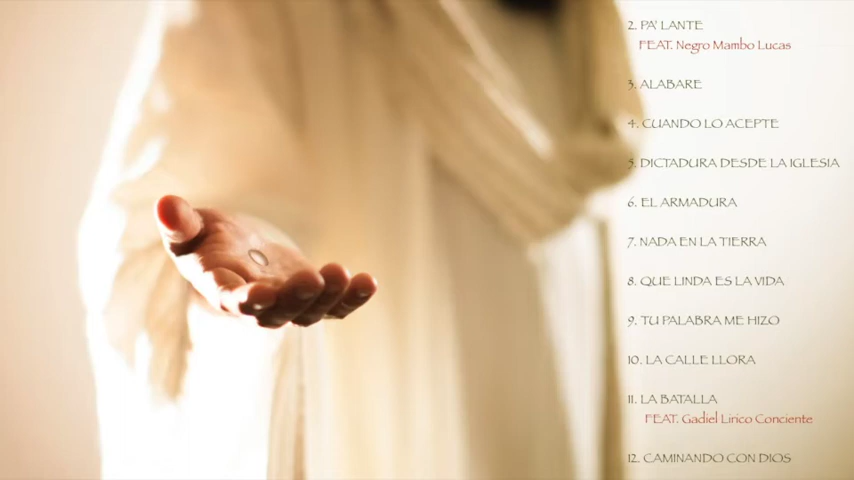 2. PA' LANTE
FEAT. Negro Mambo Lucas
3. ALABARE
4. CUANDO LO ACEPTE
5. DICTADURA DESDE LA IGLESIA
6. EL ARMADURA
7. NADA EN LA TIERRA
8. QUE LINDA ES LA VIDA
9. TU PALABRA ME HIZO
10. LA CALLE LLORA
11. LA BATALLA
FEAT. Gadiel Lirico Conciente
12. CAMINANDO CON DIOS